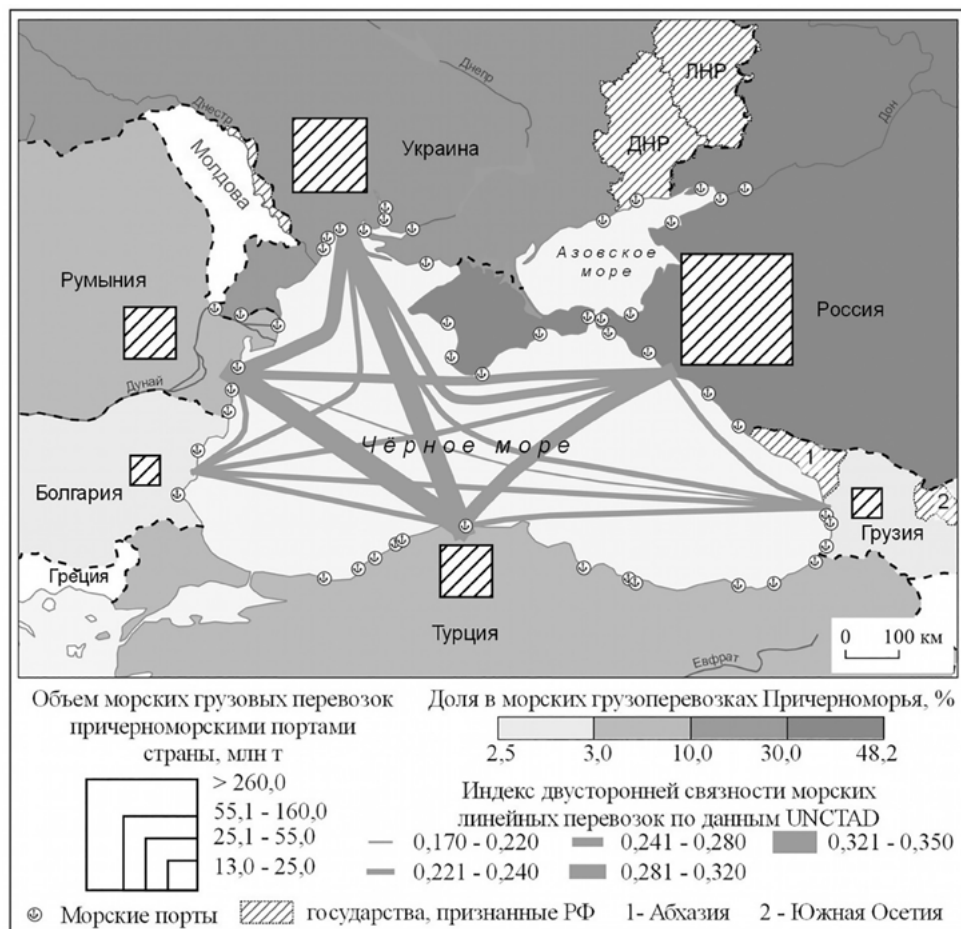 Днепр
ЛНР
Днестр
Дон
ДНР
Украина
Молдова
Азовское
море
Румыния
Россия
Дунай
Чёрное море
1
Болгария
2
Грузия
Греция
Турция
0 100 км
Евфрат
Объем морских грузовых перевозок
причерноморскими портами
страны, млн т
> 260,0
55,1 - 160,0
25,1 - 55,0
13,0 - 25,0
Доля в морских грузоперевозках Причерноморья, %
2,5 3,0 10,0 30,0 48,2
Индекс двусторонней связности морских
линейных перевозок по данным UNCTAD
0,170 - 0,220 0,241 - 0,280 0,321 - 0,350
0,221 - 0,240 0,281 - 0,320
Морские порты государства, признанные РФ 1- Абхазия 2 - Южная Осетия